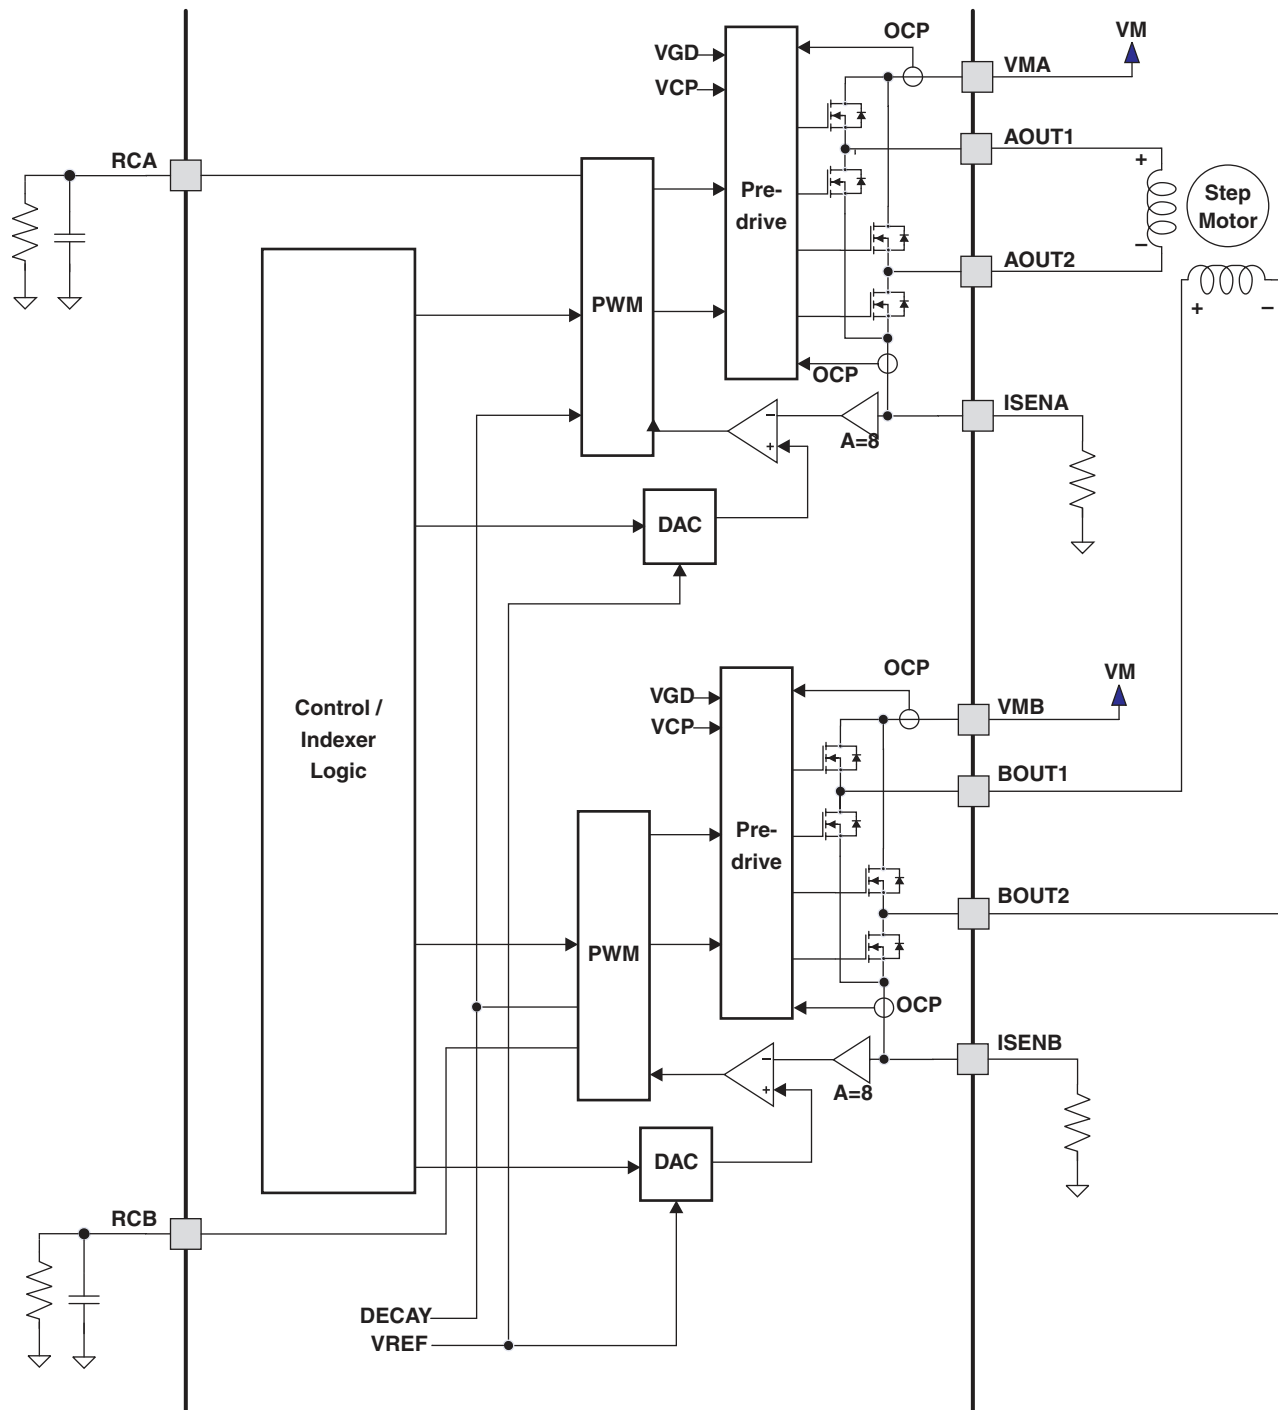 OCP
VM
VGD
VMA
VCP
AOUT1
RCA
+
Pre-
drive
Step
Motor
−
AOUT2
PWM
+
−
OCP
ISENA
−
+
A=8
DAC
OCP
VM
VGD
VMB
VCP
Control /
Indexer
Logic
BOUT1
Pre-
drive
BOUT2
PWM
OCP
ISENB
−
+
A=8
DAC
RCB
DECAY
VREF